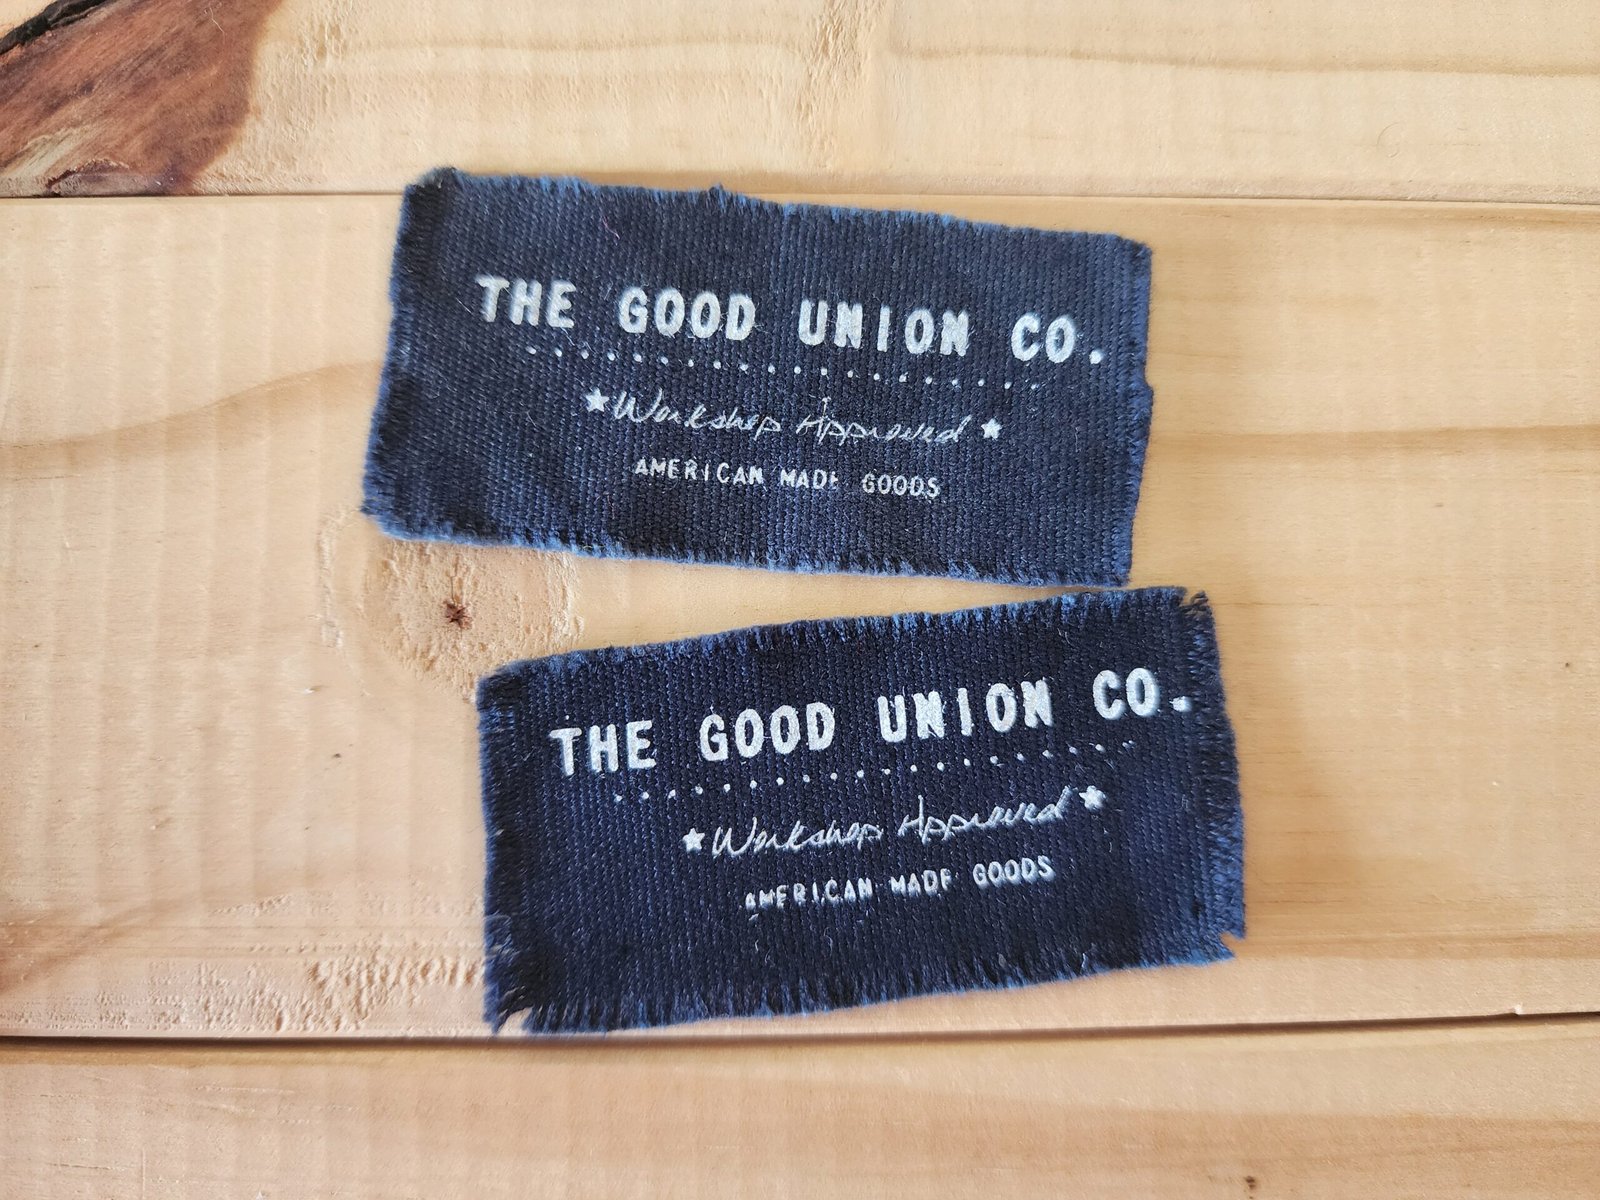 THE GOOD UNION CO.
★Workshop Approved★
AMERICAN MADE GOODS
THE GOOD UNION CO.
★Workshop Approved★
AMERICAN MADE GOODS